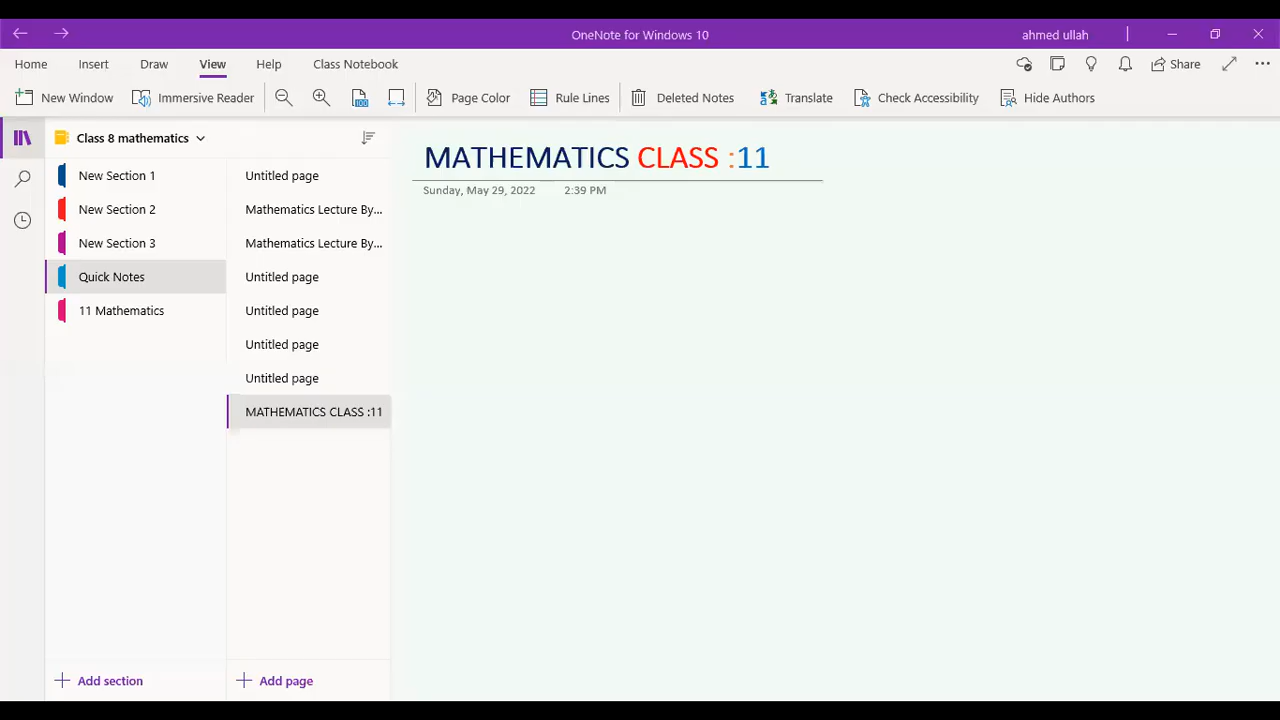 OneNote for Windows 10
ahmed ullah
Home Insert Draw View Help Class Notebook
Share
New Window Immersive Reader Page Color Rule Lines Deleted Notes Translate Check Accessibility Hide Authors
Class 8 mathematics
New Section 1
New Section 2
New Section 3
Quick Notes
11 Mathematics
Add section
Untitled page
Mathematics Lecture By...
Mathematics Lecture By...
Untitled page
Untitled page
Untitled page
Untitled page
MATHEMATICS CLASS :11
Add page
MATHEMATICS CLASS :11
Sunday, May 29, 2022 2:39 PM